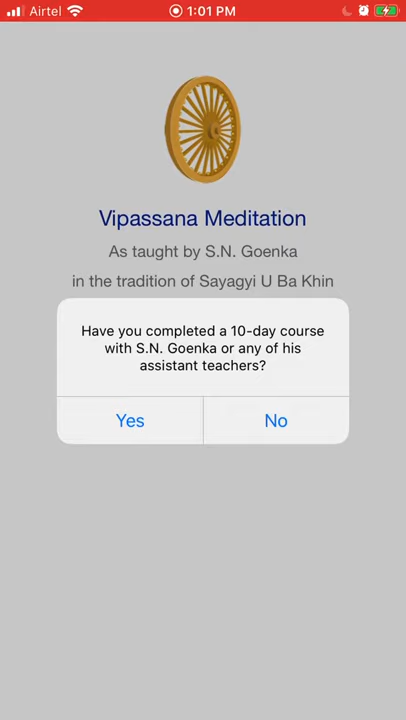 Airtel 1:01 PM
Vipassana Meditation
As taught by S.N. Goenka
in the tradition of Sayagyi U Ba Khin
Have you completed a 10-day course
with S.N. Goenka or any of his
assistant teachers?
Yes No